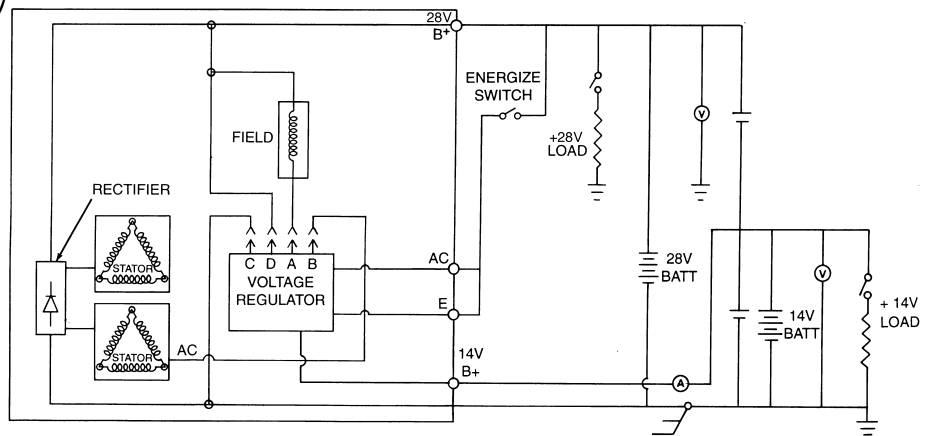 28V
B+
ENERGIZE
SWITCH
+28V
LOAD
V
FIELD
RECTIFIER
STATOR
STATOR
AC
C D A B
VOLTAGE
REGULATOR
AC
E
14V
B+
A
28V
BATT
V
14V
BATT
+ 14V
LOAD